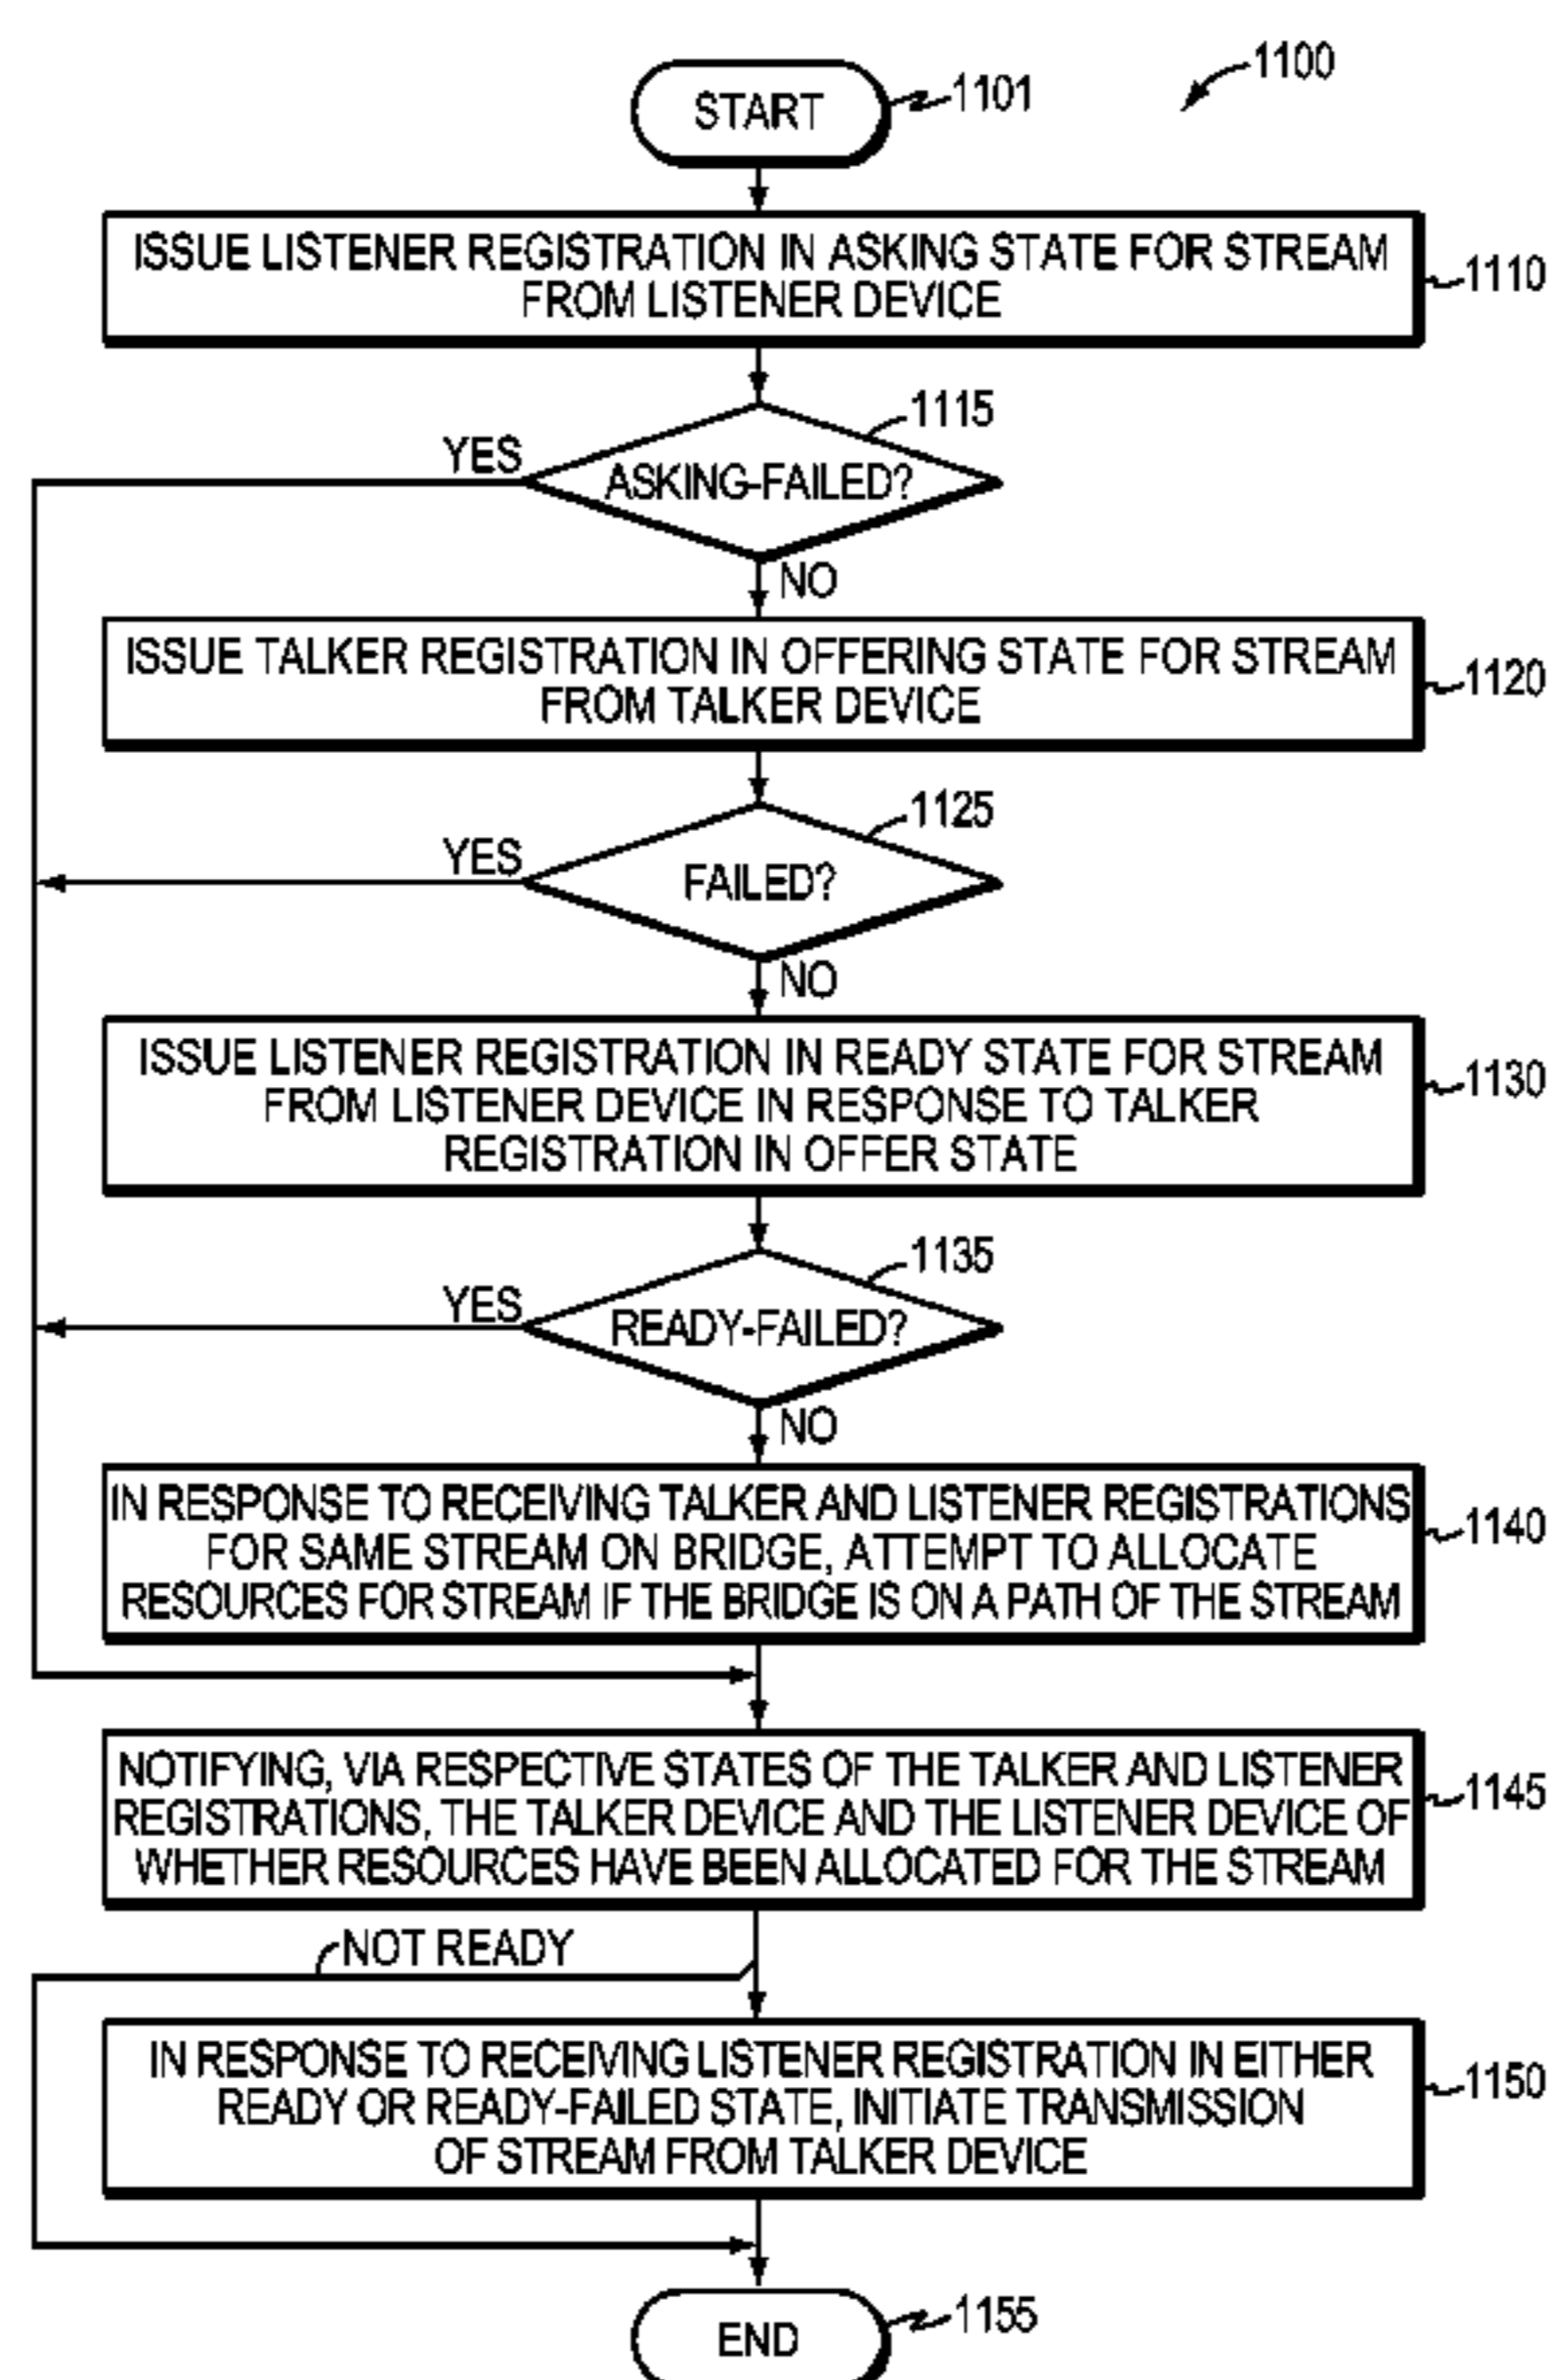 1100
START
1101
ISSUE LISTENER REGISTRATION IN ASKING STATE FOR STREAM
FROM LISTENER DEVICE
1110
1115
YES
ASKING-FAILED?
NO
ISSUE TALKER REGISTRATION IN OFFERING STATE FOR STREAM
FROM TALKER DEVICE
1120
1125
YES
FAILED?
NO
ISSUE LISTENER REGISTRATION IN READY STATE FOR STREAM
FROM LISTENER DEVICE IN RESPONSE TO TALKER
REGISTRATION IN OFFER STATE
1130
1135
YES
READY-FAILED?
NO
IN RESPONSE TO RECEIVING TALKER AND LISTENER REGISTRATIONS
FOR SAME STREAM ON BRIDGE, ATTEMPT TO ALLOCATE
RESOURCES FOR STREAM IF THE BRIDGE IS ON A PATH OF THE STREAM
1140
NOTIFYING, VIA RESPECTIVE STATES OF THE TALKER AND LISTENER
REGISTRATIONS, THE TALKER DEVICE AND THE LISTENER DEVICE OF
WHETHER RESOURCES HAVE BEEN ALLOCATED FOR THE STREAM
1145
NOT READY
IN RESPONSE TO RECEIVING LISTENER REGISTRATION IN EITHER
READY OR READY-FAILED STATE, INITIATE TRANSMISSION
OF STREAM FROM TALKER DEVICE
1150
END
1155